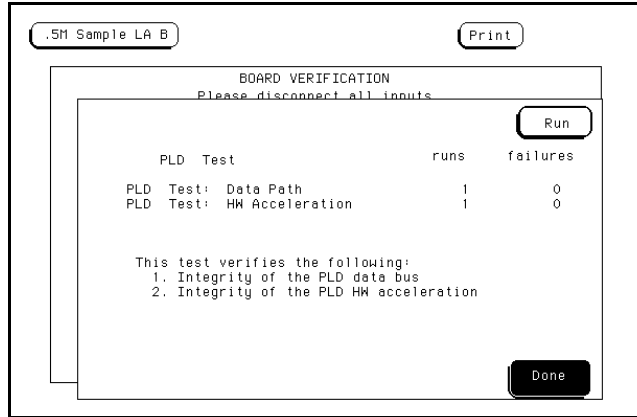 .5M Sample LA B
Print
BOARD VERIFICATION
Please disconnect all inputs
Run
PLD Test runs failures
PLD Test: Data Path 1 0
PLD Test: HW Acceleration 1 0
This test verifies the following:
1. Integrity of the PLD data bus
2. Integrity of the PLD HW acceleration
Done